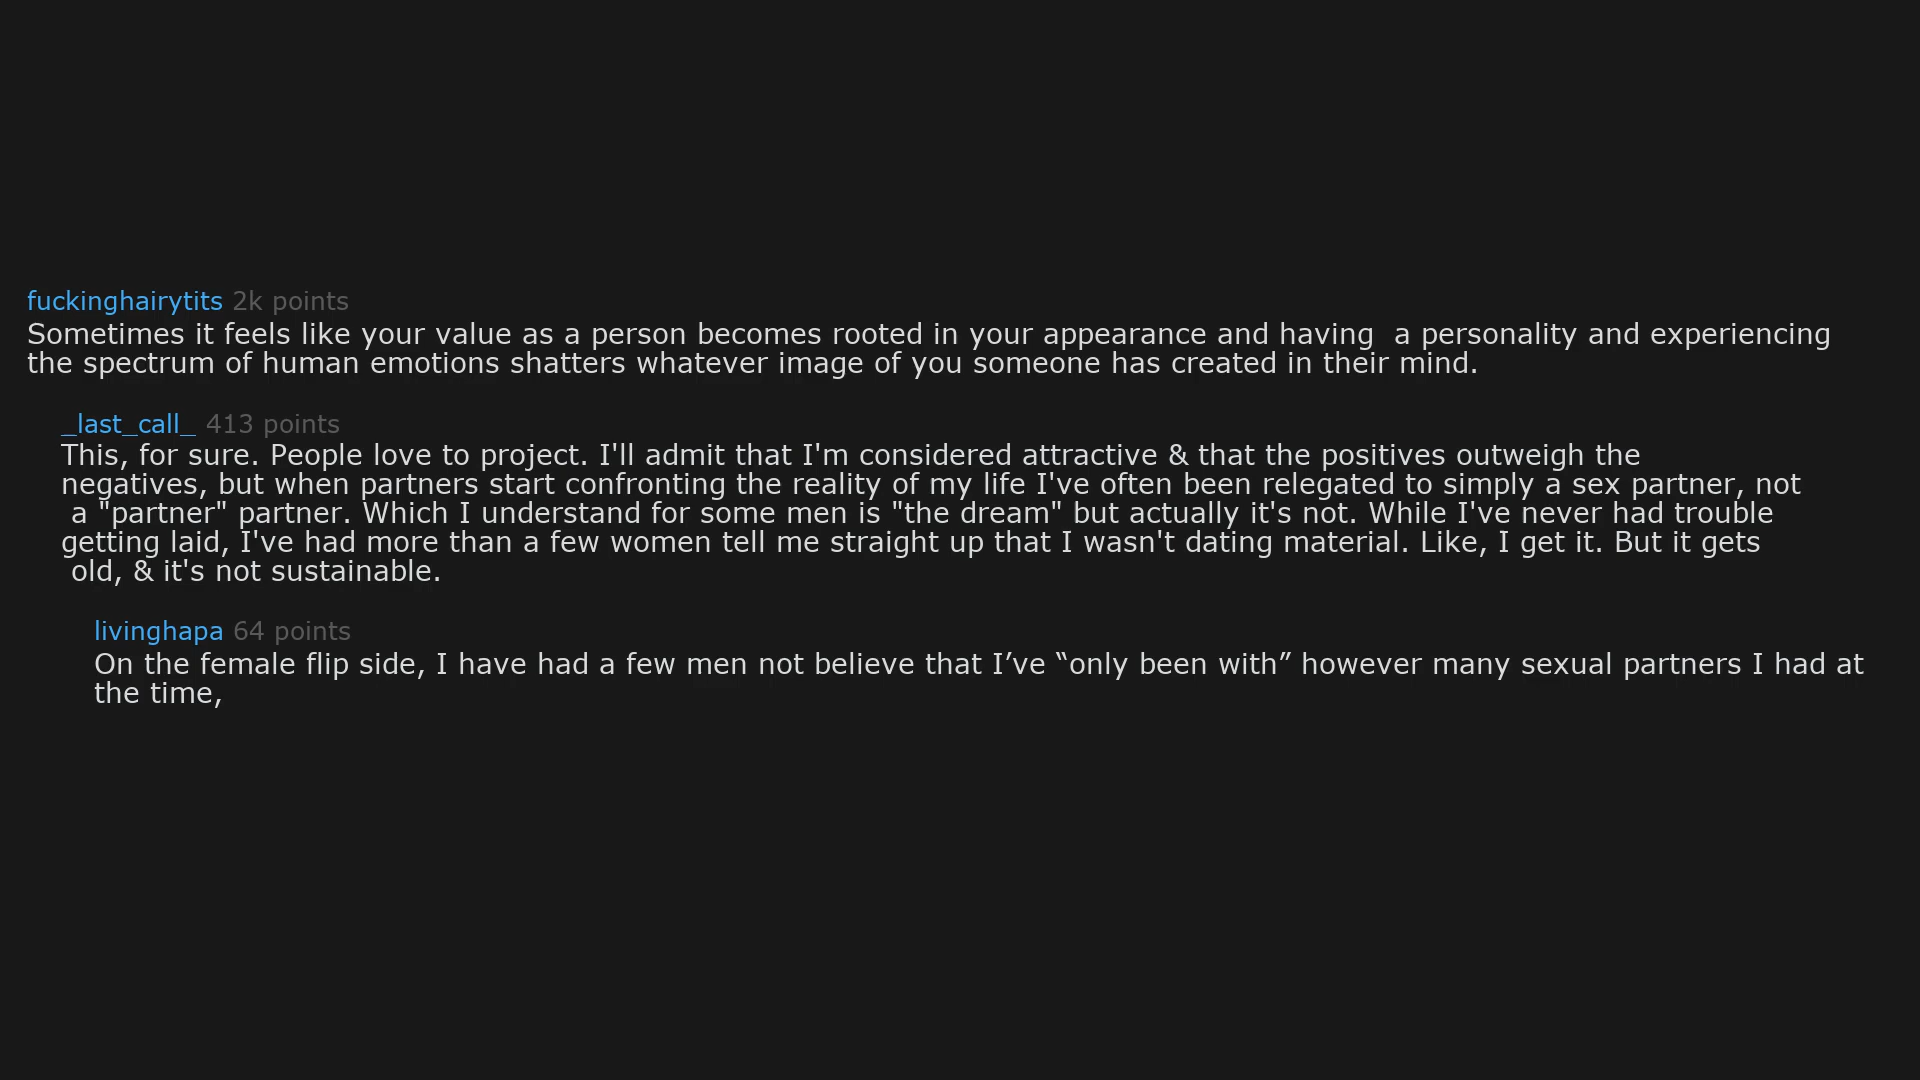 fuckinghairytits 2k points
Sometimes it feels like your value as a person becomes rooted in your appearance and having  a personality and experiencing
the spectrum of human emotions shatters whatever image of you someone has created in their mind.
_last_call_ 413 points
This, for sure. People love to project. I'll admit that I'm considered attractive & that the positives outweigh the
negatives, but when partners start confronting the reality of my life I've often been relegated to simply a sex partner, not
a "partner" partner. Which I understand for some men is "the dream" but actually it's not. While I've never had trouble
getting laid, I've had more than a few women tell me straight up that I wasn't dating material. Like, I get it. But it gets
old, & it's not sustainable.
livinghapa 64 points
On the female flip side, I have had a few men not believe that I’ve “only been with” however many sexual partners I had at
the time,